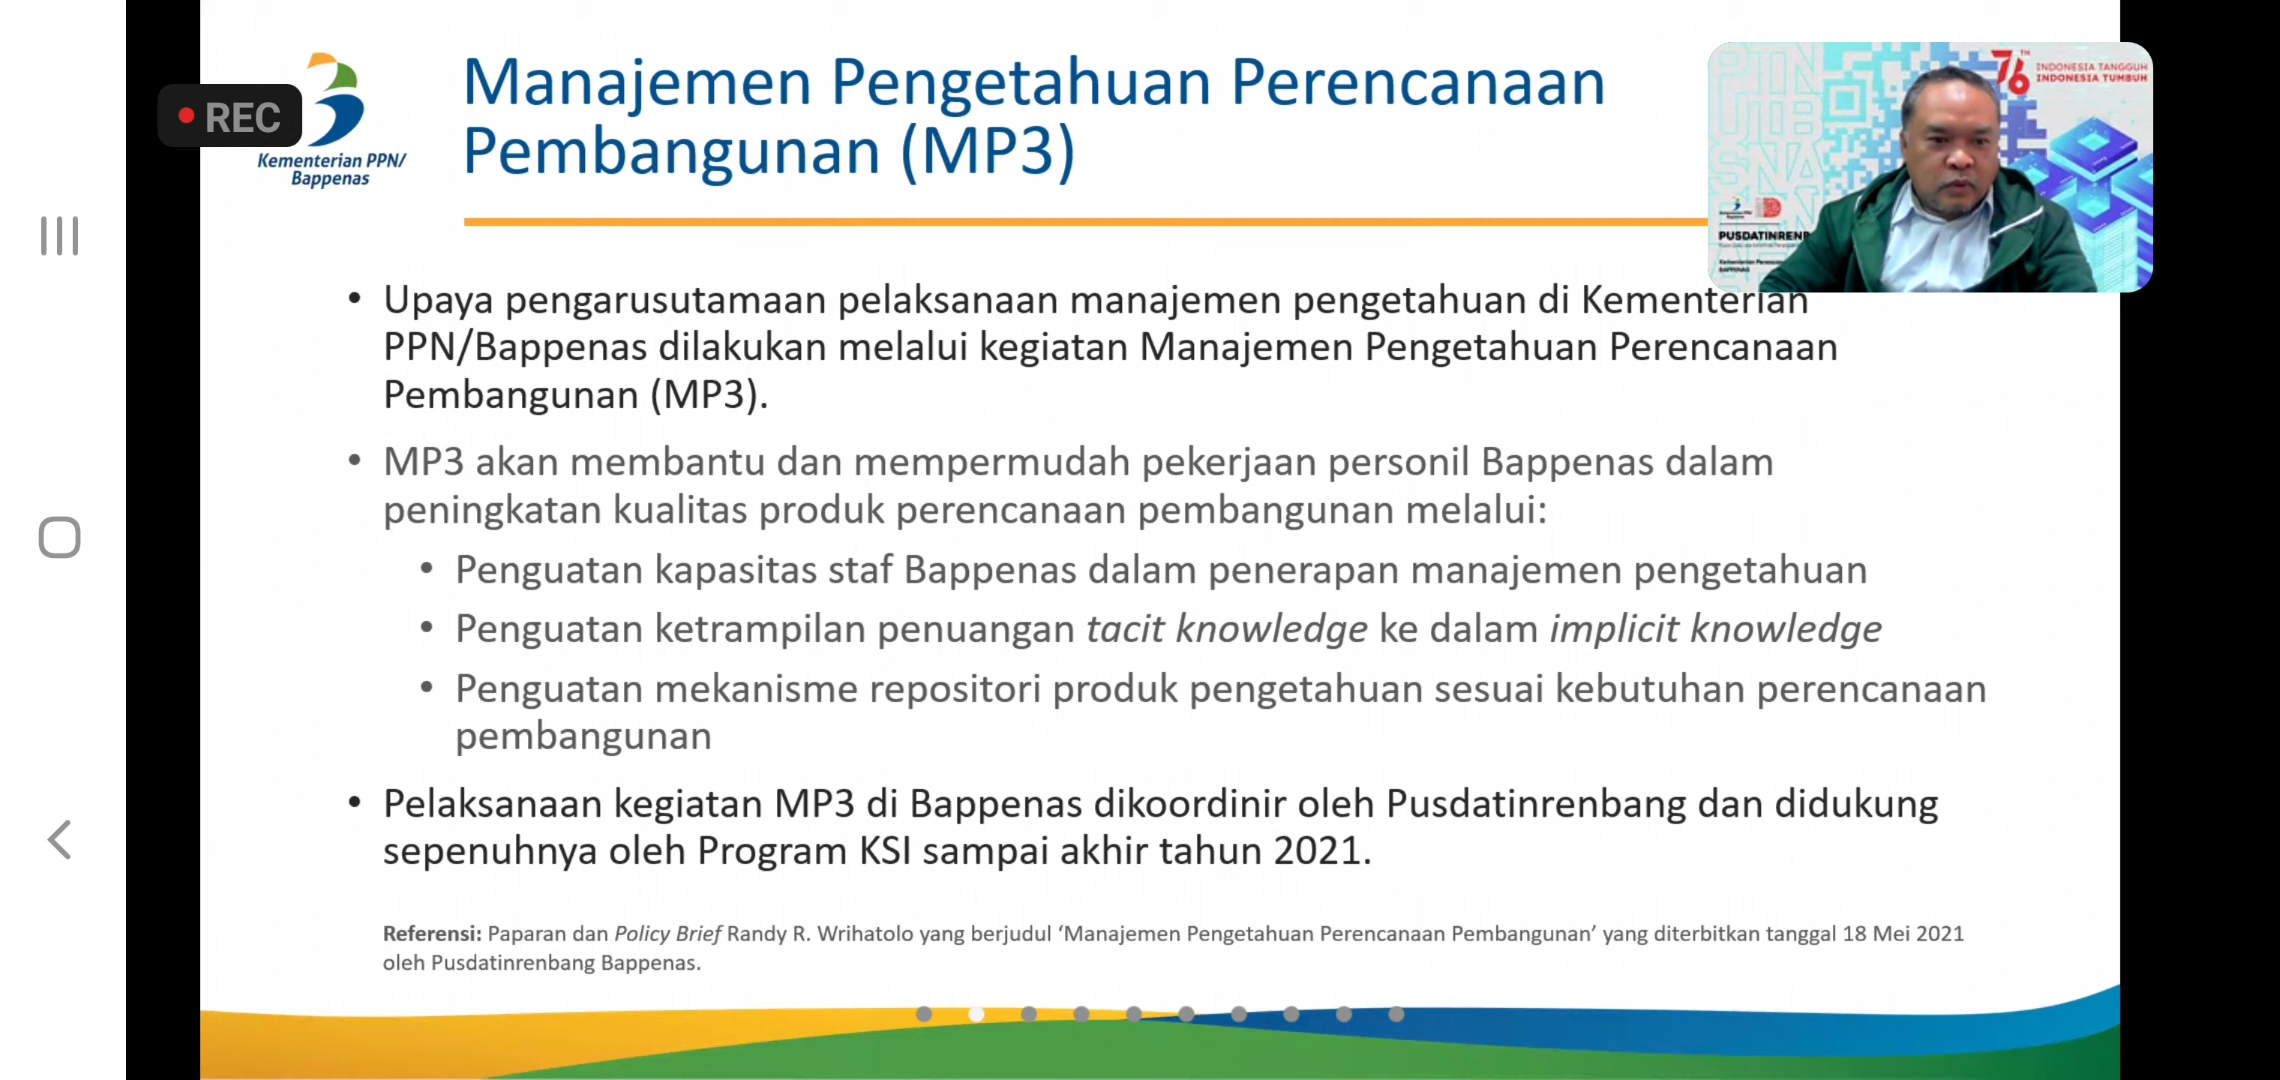 REC
Kementerian PPN/
Bappenas
Manajemen Pengetahuan Perencanaan
Pembangunan (MP3)
76 TH
INDONESIA TANGGUH
INDONESIA TUMBUH
PUSDATINRENB
• Upaya pengarusutamaan pelaksanaan manajemen pengetahuan di Kementerian
PPN/Bappenas dilakukan melalui kegiatan Manajemen Pengetahuan Perencanaan
Pembangunan (MP3).
• MP3 akan membantu dan mempermudah pekerjaan personil Bappenas dalam
peningkatan kualitas produk perencanaan pembangunan melalui:
• Penguatan kapasitas staf Bappenas dalam penerapan manajemen pengetahuan
• Penguatan ketrampilan penuangan tacit knowledge ke dalam implicit knowledge
• Penguatan mekanisme repositori produk pengetahuan sesuai kebutuhan perencanaan
pembangunan
• Pelaksanaan kegiatan MP3 di Bappenas dikoordinir oleh Pusdatinrenbang dan didukung
sepenuhnya oleh Program KSI sampai akhir tahun 2021.
Referensi: Paparan dan Policy Brief Randy R. Wrihatolo yang berjudul ‘Manajemen Pengetahuan Perencanaan Pembangunan’ yang diterbitkan tanggal 18 Mei 2021
oleh Pusdatinrenbang Bappenas.